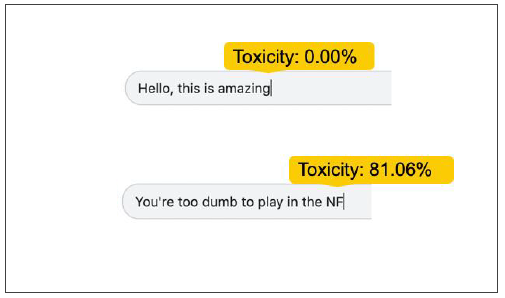 Toxicity: 0.00%
Hello, this is amazing
Toxicity: 81.06%
You're too dumb to play in the NF